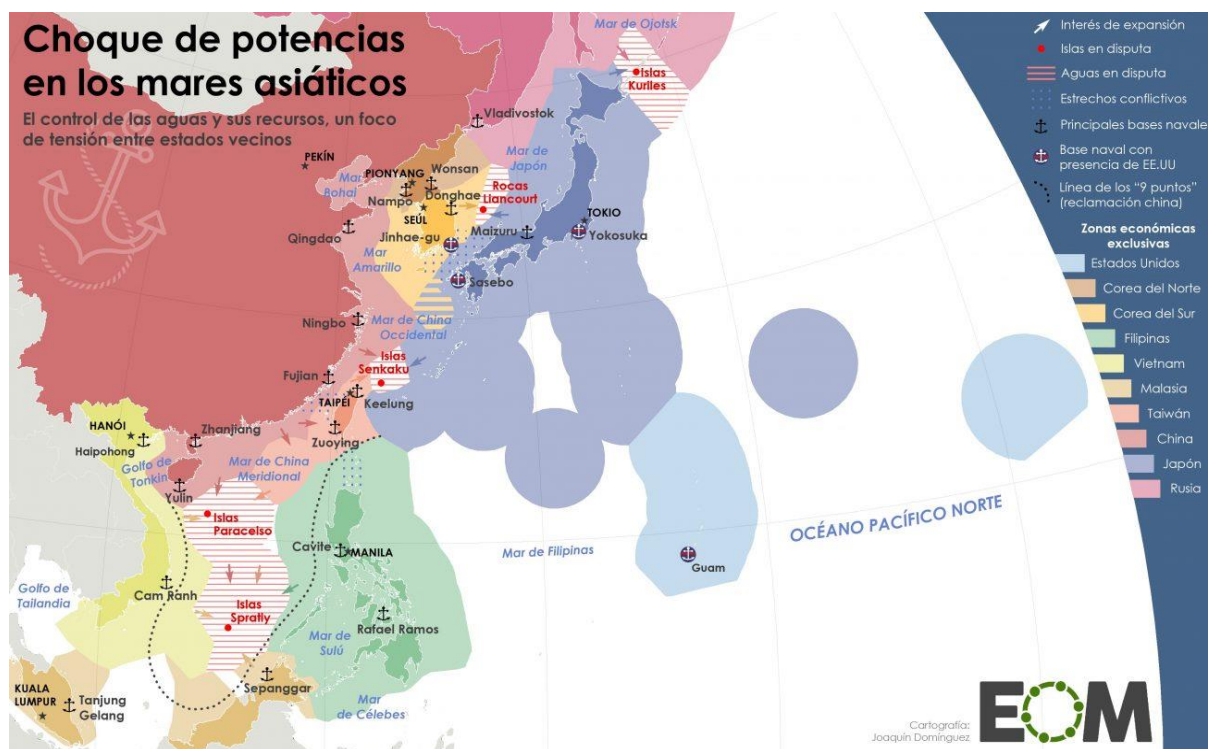 Choque de potencias
en los mares asiáticos
El control de las aguas y sus recursos, un foco
de tensión entre estados vecinos
Interés de expansión
Islas en disputa
Aguas en disputa
Estrechos conflictivos
Principales bases navale
Base naval con
presencia de EE.UU
Línea de los "9 puntos"
(reclamación china)
Zonas económicas
exclusivas
Estados Unidos
Corea del Norte
Corea del Sur
Filipinas
Vietnam
Malasia
Taiwán
China
Japón
Rusia
Mar de Ojotsk
Islas
Kuriles
Vladivostok
Mar de
Japón
PEKÍN
Mar
Bohai
PIONYANG
Wonsan
Nampo
Donghae
SEÚL
Rocas
Liancourt
TOKIO
Qingdao
Jinhae-gu
Maizuru
Yokosuka
Mar
Amarillo
Sasebo
Ningbo
Mar de China
Occidental
Islas
Senkaku
Fujian
TAIPÉI
Keelung
HANÓI
Haipohong
Zhanjiang
Zuoying
Golfo de
Tonkin
Mar de China
Meridional
Yulin
Islas
Paracelso
OCÉANO PACÍFICO NORTE
Cavite
MANILA
Mar de Filipinas
Guam
Golfo de
Tailandia
Cam Ranh
Islas
Spratly
Rafael Ramos
Mar de
Sulú
KUALA
LUMPUR
Tanjung
Gelang
Sepanggar
Mar
de Célebes
Cartografía:
Joaquín Domínguez
EOM